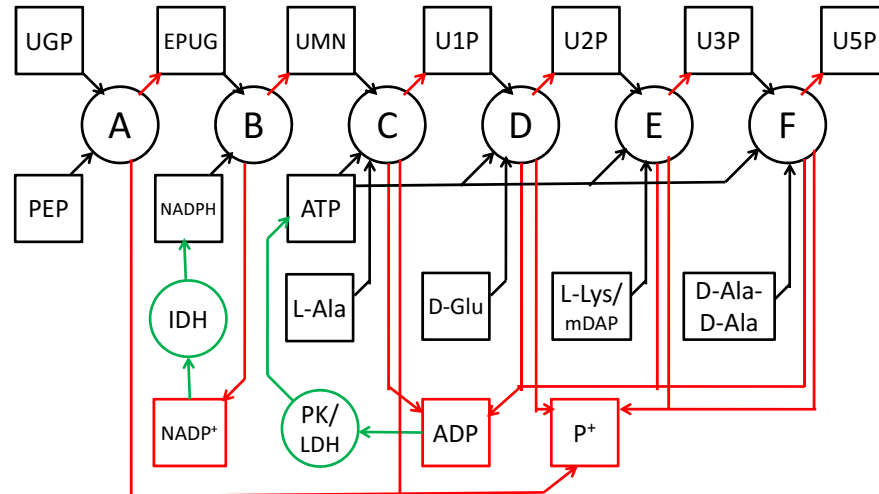 UGP
EPUG
UMN
U1P
U2P
U3P
U5P
A
B
C
D
E
F
PEP
NADPH
ATP
L-Ala
D-Glu
L-Lys/
mDAP
D-Ala-
D-Ala
IDH
NADP⁺
PK/
LDH
ADP
P⁺